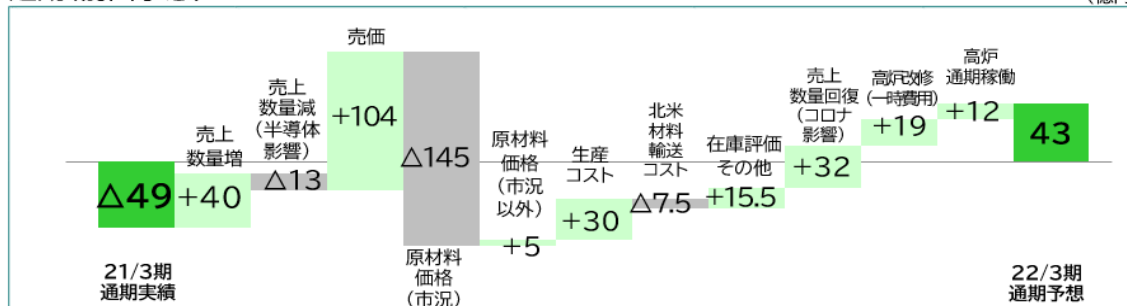 売価
高炉
通期稼働
売上
数量減
(半導体
影響)
売上
数量回復
(コロナ
影響)
高炉改修
(一時費用)
+12
+19
43
+104
売上
数量増
原材料
価格
(市況
以外)
生産
コスト
北米
材料
輸送
コスト
在庫評価
その他
△145
+32
△49
+40
△13
+5
+30
△7.5
+15.5
21/3期
通期実績
原材料
価格
(市況)
22/3期
通期予想